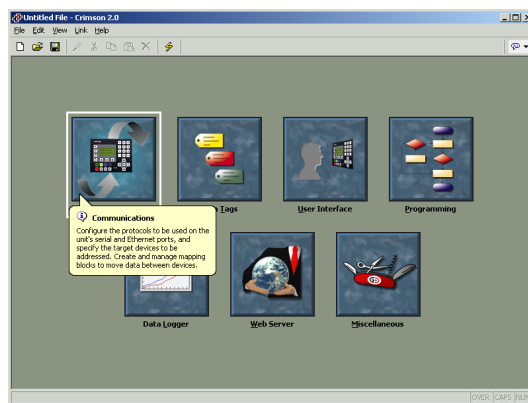 Untitled File - Crimson 2.0
File Edit View Link Help
Tags
User Interface
Programming
Communications
Configure the protocols to be used on the
unit's serial and Ethernet ports, and
specify the target devices to be
addressed. Create and manage mapping
blocks to move data between devices.
Data Logger
Web Server
Miscellaneous
OVER CAPS NUM